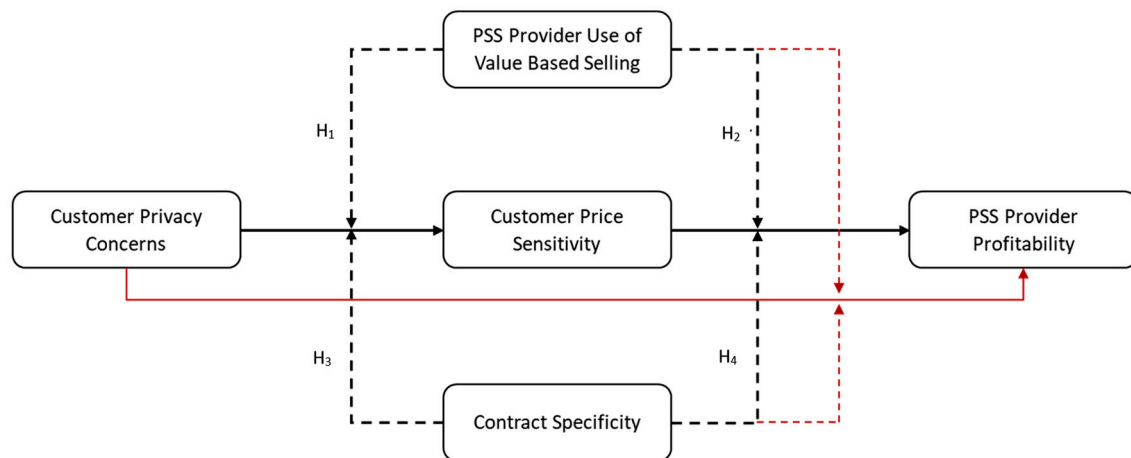 PSS Provider Use of
Value Based Selling
H1
H2
Customer Privacy
Concerns
Customer Price
Sensitivity
PSS Provider
Profitability
H3
H4
Contract Specificity